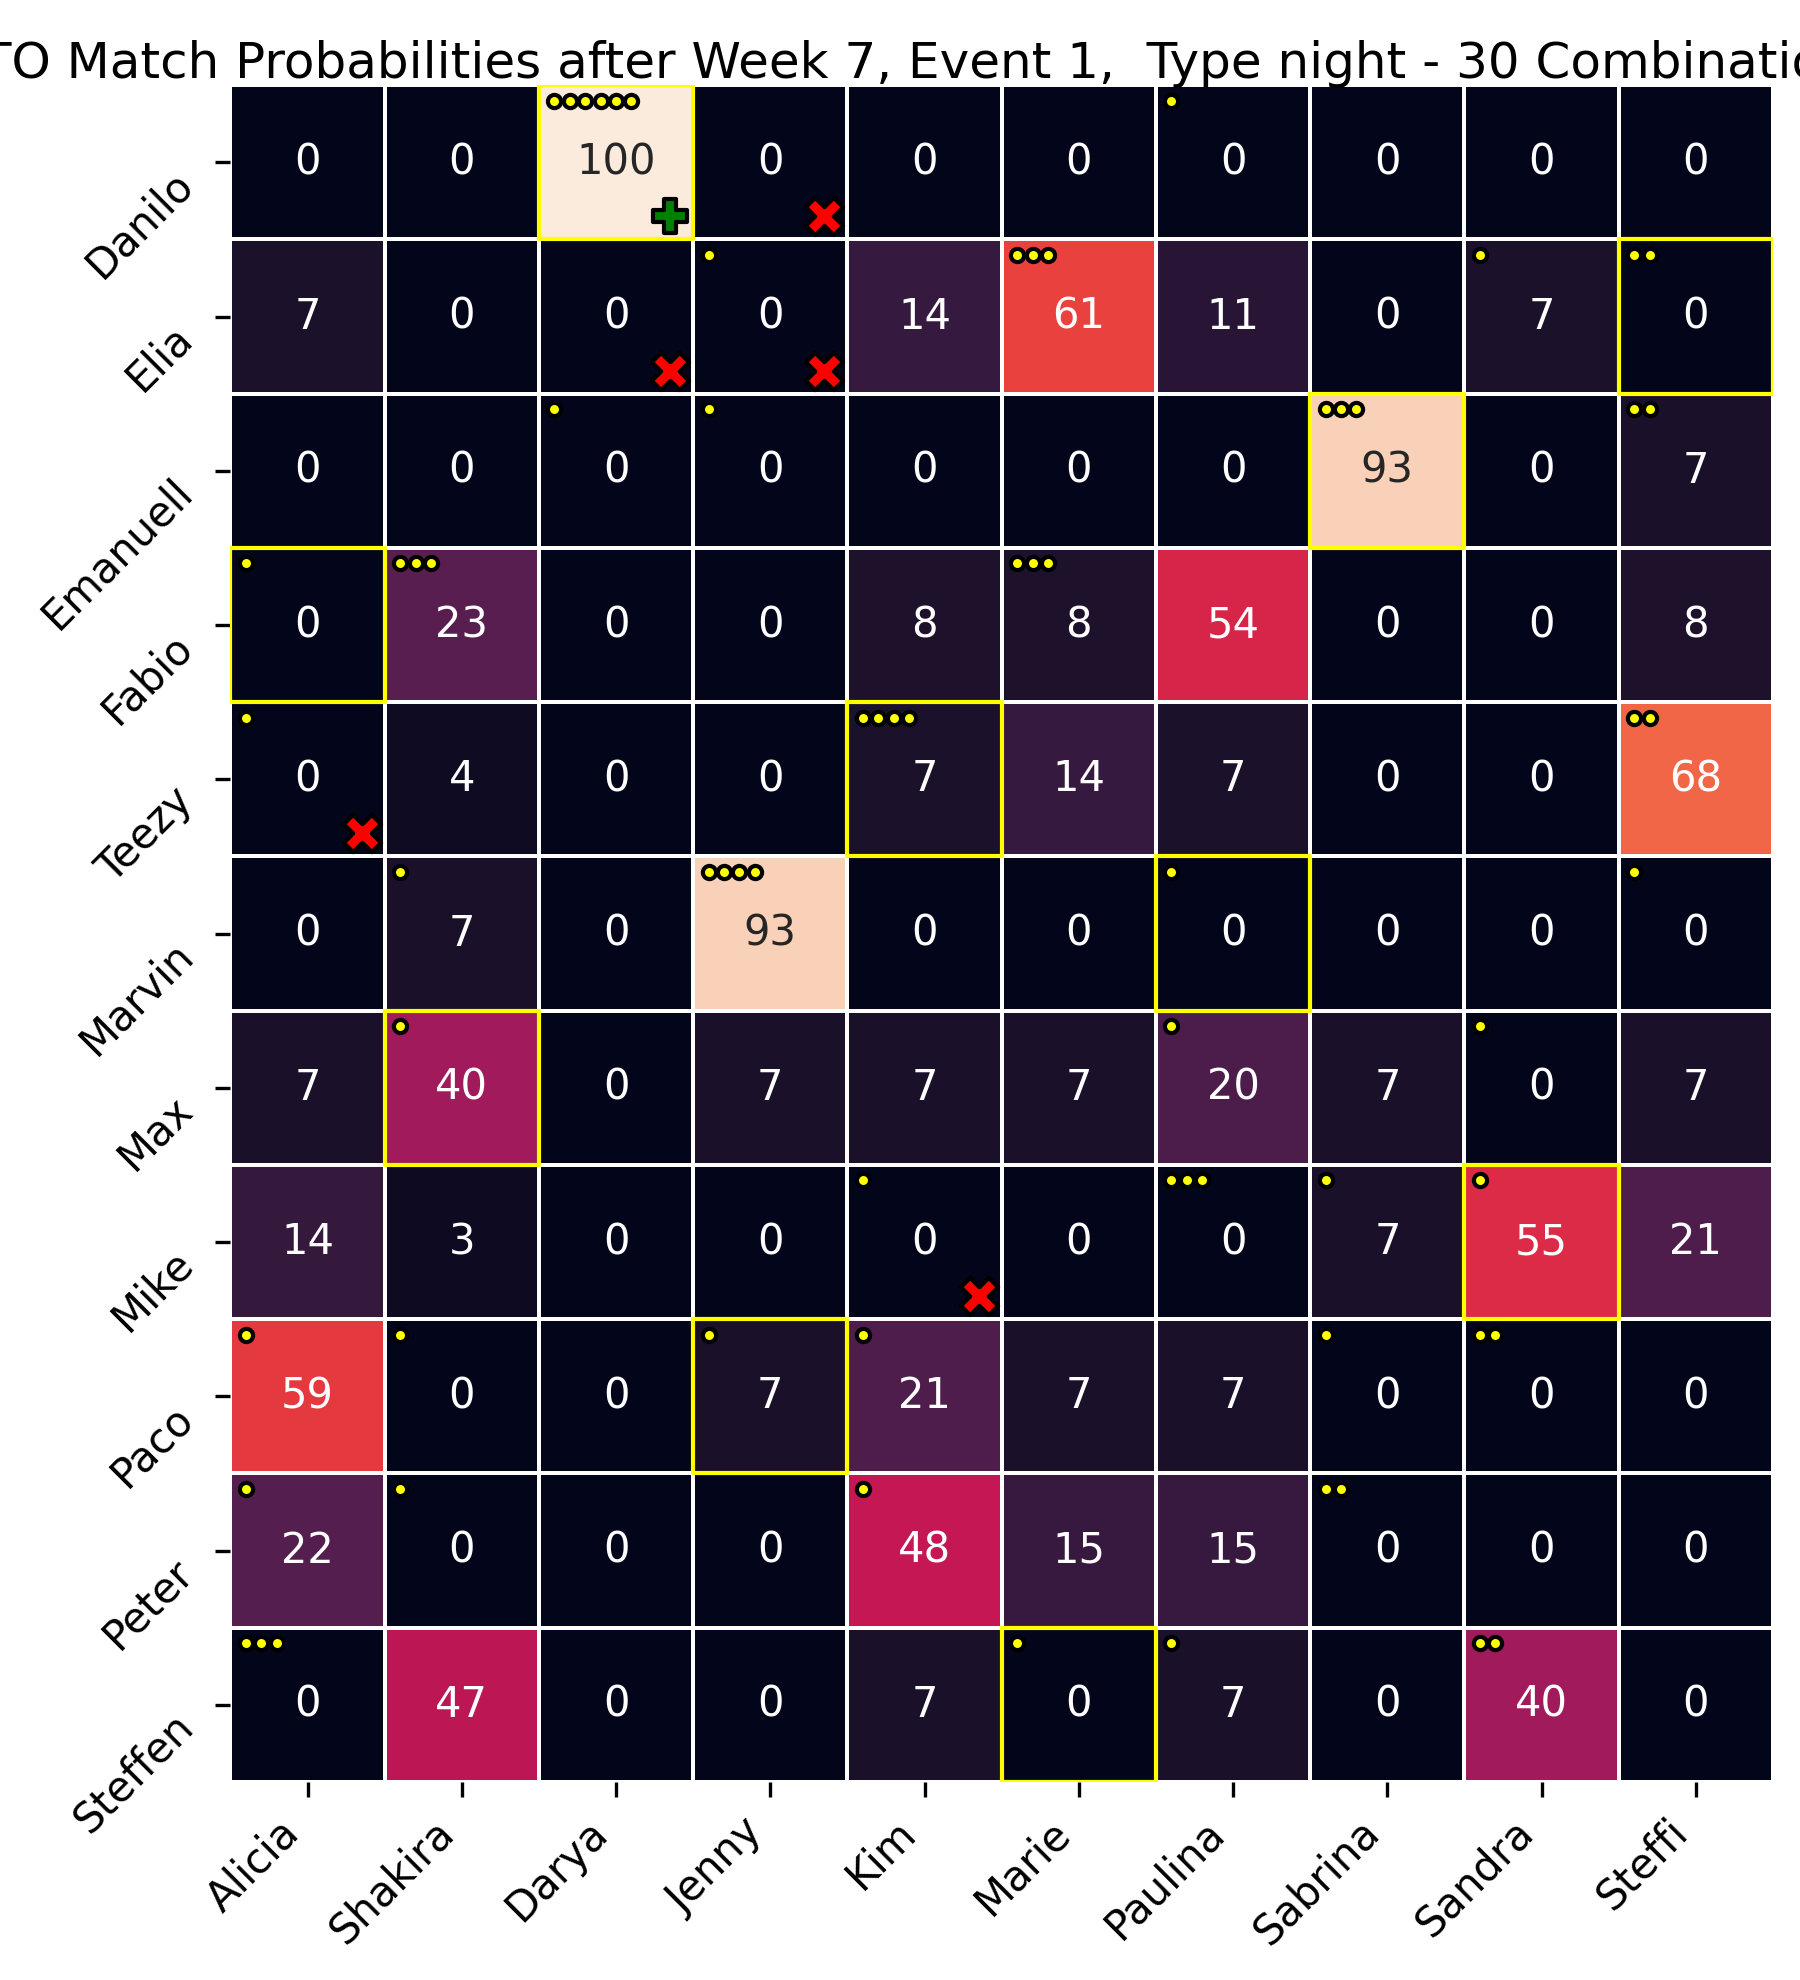 TO Match Probabilities after Week 7, Event 1, Type night - 30
Danilo 0 0 100 0 0 0 0 0 0 0
Elia 7 0 0 0 14 61 11 0 7 0
Emanuell 0 0 0 0 0 0 0 93 0 7
Fabio 0 23 0 0 8 8 54 0 0 8
Teezy 0 4 0 0 7 14 7 0 0 68
Marvin 0 7 0 93 0 0 0 0 0 0
Max 7 40 0 7 7 7 20 7 0 7
Mike 14 3 0 0 0 0 0 7 55 21
Paco 59 0 0 7 21 7 7 0 0 0
Peter 22 0 0 0 48 15 15 0 0 0
Steffen 0 47 0 0 7 0 7 0 40 0
Alicia Shakira Darya Jenny Kim Marie Paulina Sabrina Sandra Steffi